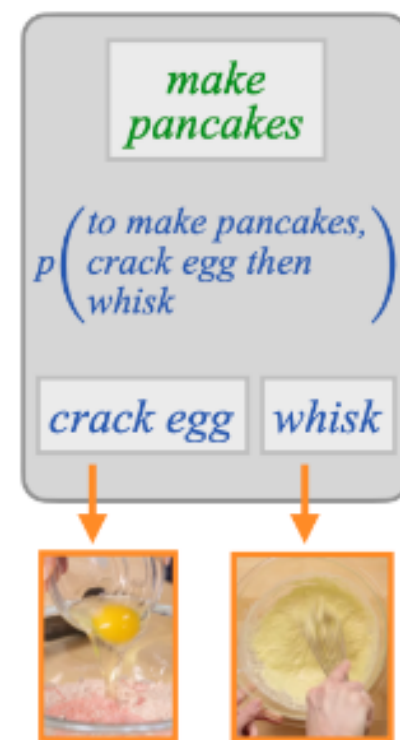 make
pancakes
p(to make pancakes,
crack egg then
whisk)
crack egg
whisk